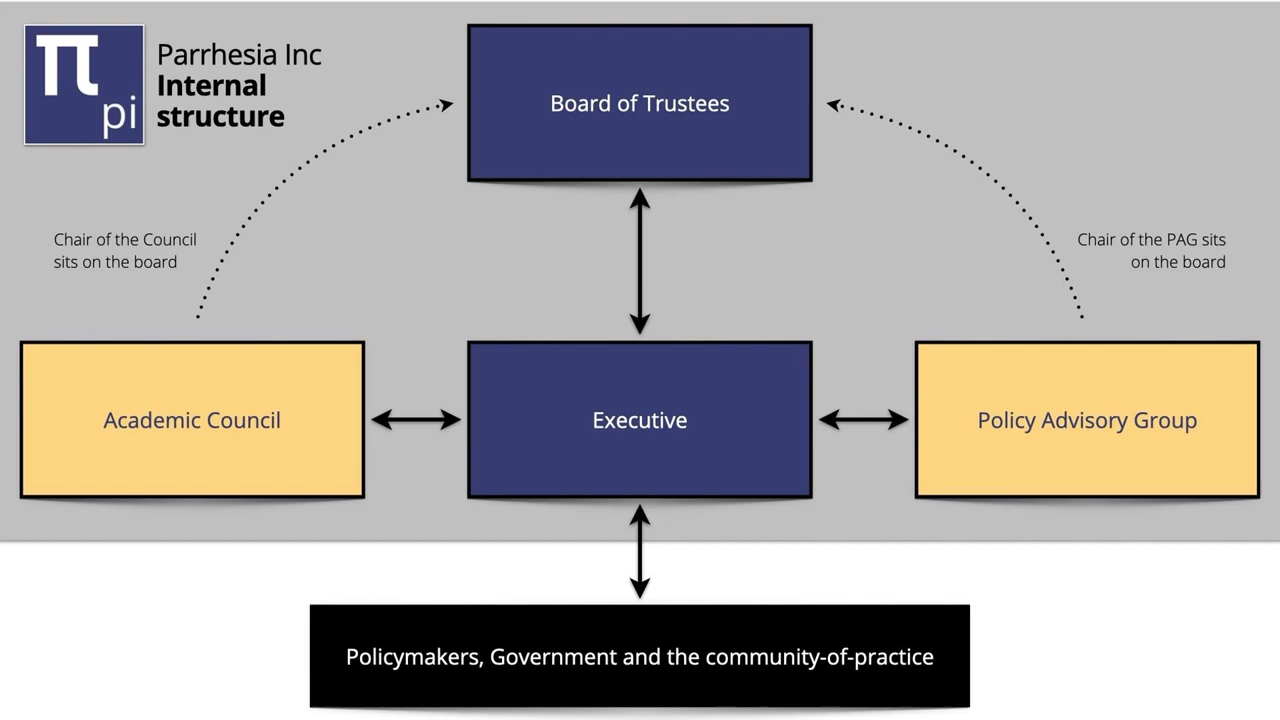 π
pi
Parrhesia Inc
Internal
structure
Board of Trustees
Chair of the Council
sits on the board
Chair of the PAG sits
on the board
Academic Council
Executive
Policy Advisory Group
Policymakers, Government and the community-of-practice